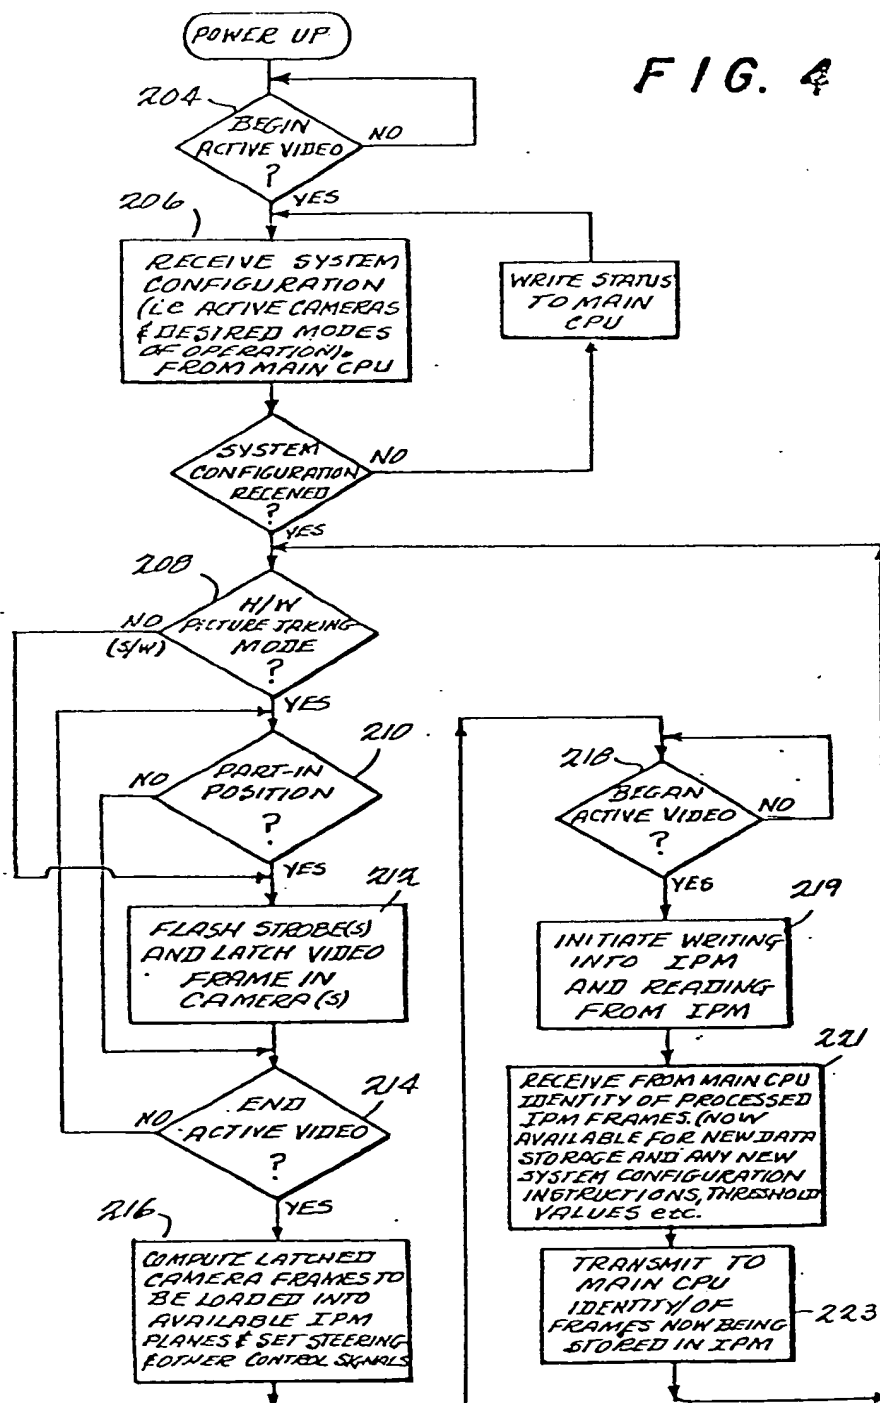 POWER UP
FIG. 4
204
BEGIN
ACTIVE VIDEO
?
NO
YES
206
RECEIVE SYSTEM
CONFIGURATION
(i.e ACTIVE CAMERAS
& DESIRED MODES
OF OPERATION).
FROM MAIN CPU
WRITE STATUS
TO MAIN
CPU
SYSTEM
CONFIGURATION
RECENED
?
NO
YES
208
H/W
PICTURE TAKING
MODE
?
NO
(S/W)
YES
210
PART-IN
POSITION
?
NO
YES
212
FLASH STROBE(S)
AND LATCH VIDEO
FRAME IN
CAMERA(S)
214
END
ACTIVE VIDEO
?
NO
YES
216
COMPUTE LATCHED
CAMERA FRAMES TO
BE LOADED INTO
AVAILABLE IPM
PLANES & SET STEERING
& OTHER CONTROL SIGNALS
218
BEGAN
ACTIVE VIDEO
?
NO
YES
219
INITIATE WRITING
INTO IPM
AND READING
FROM IPM
221
RECEIVE FROM MAIN CPU
IDENTITY OF PROCESSED
IPM FRAMES. (NOW
AVAILABLE FOR NEW DATA
STORAGE AND ANY NEW
SYSTEM CONFIGURATION
INSTRUCTIONS, THRESHOLD
VALUES etc.
TRANSMIT TO
MAIN CPU
IDENTITY OF
FRAMES NOW BEING
STORED IN IPM
223